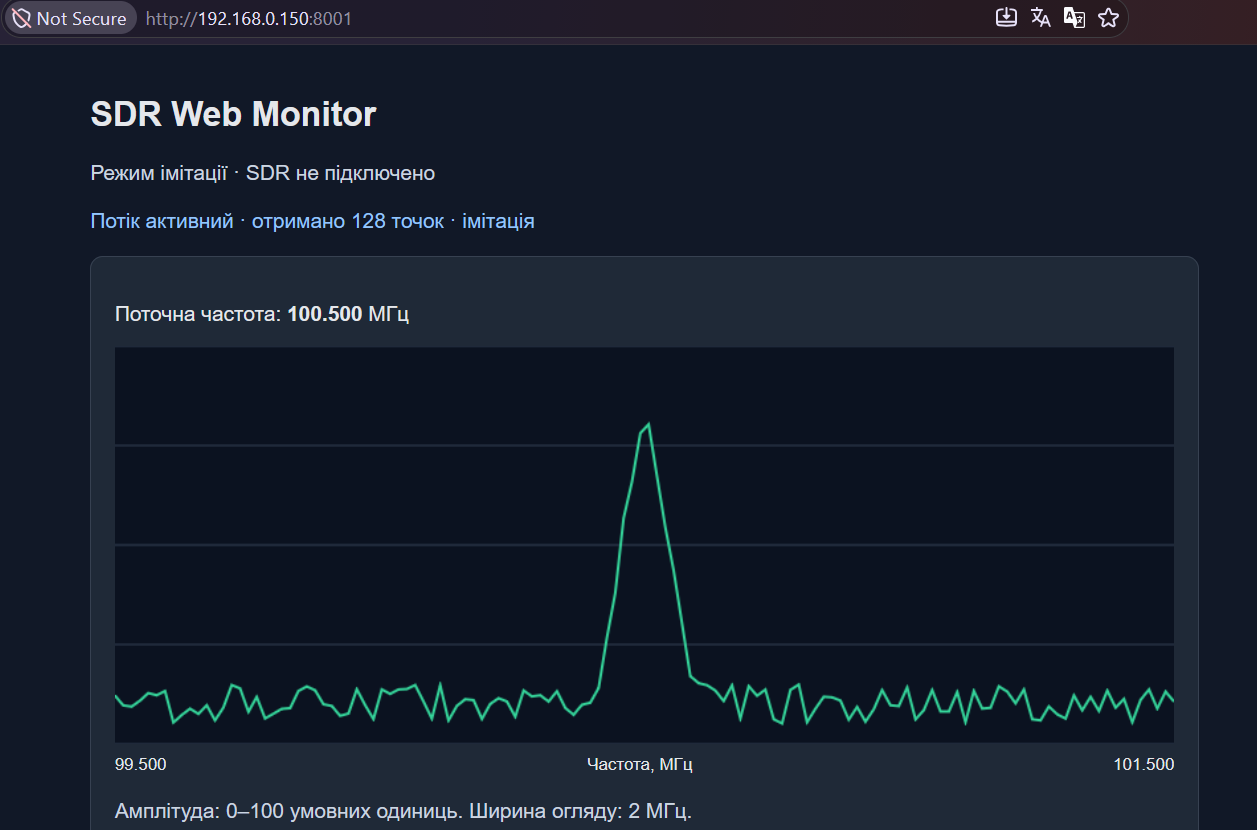 Not Secure http://192.168.0.150:8001
SDR Web Monitor
Режим імітації · SDR не підключено
Потік активний · отримано 128 точок · імітація
Поточна частота: 100.500 МГц
99.500 Частота, МГц 101.500
Амплітуда: 0–100 умовних одиниць. Ширина огляду: 2 МГц.